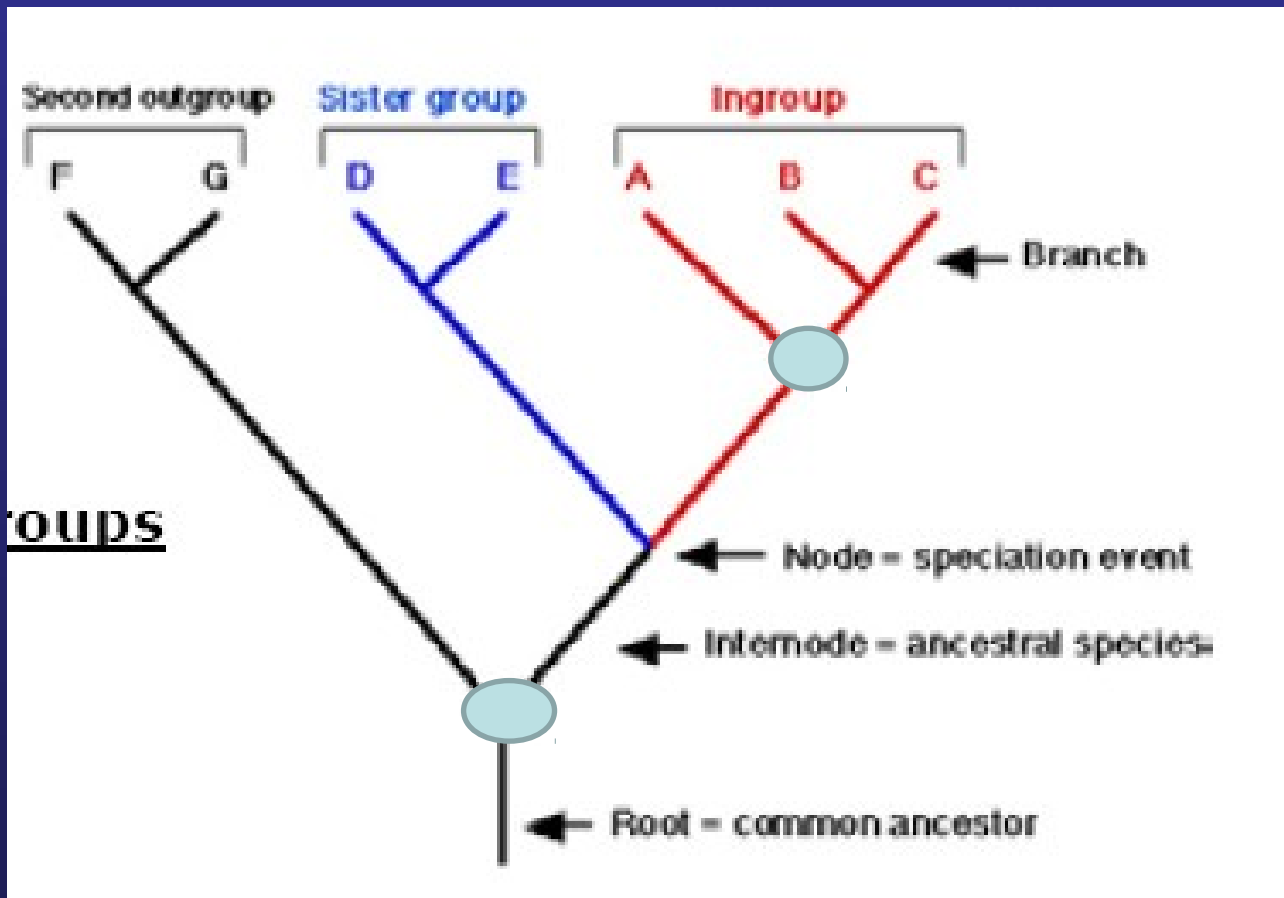 Second outgroup Sister group Ingroup
F G D E A B C
Branch
roups
Node = speciation event
Internode = ancestral species
Root = common ancestor